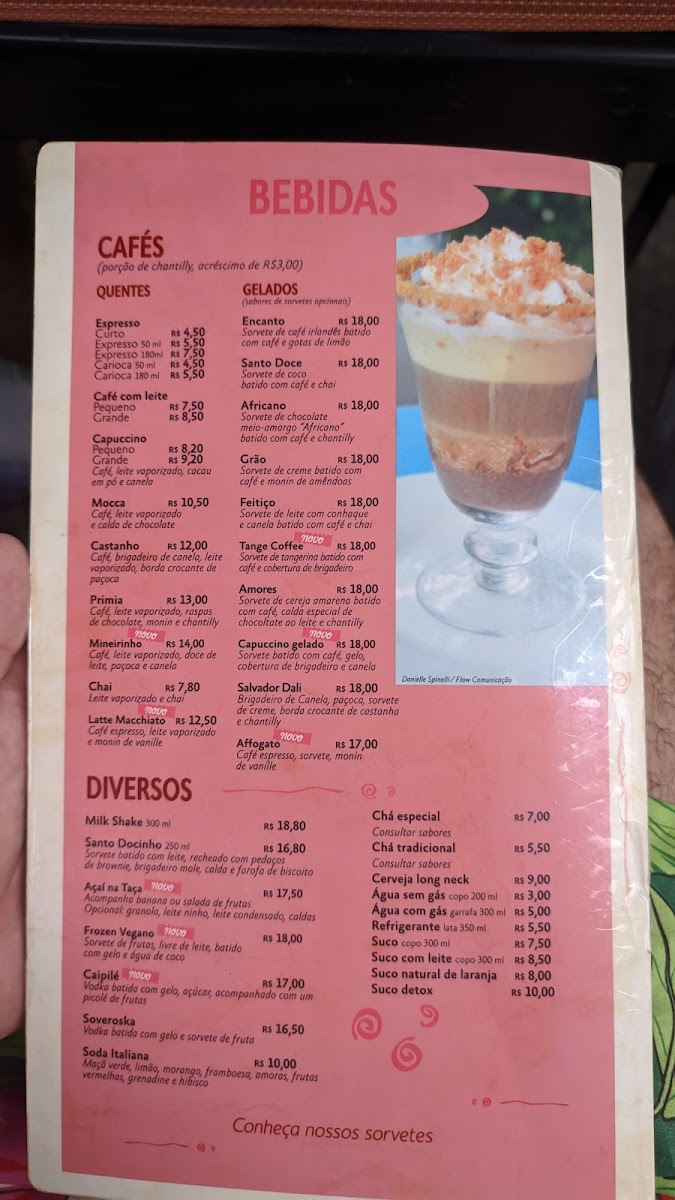 BEBIDAS
CAFÉS
(porção de chantilly, acréscimo de R$3,00)
QUENTES
Espresso
Curto R$ 4,50
Expresso 50 ml R$ 5,50
Expresso 180ml R$ 7,50
Carioca 50 ml R$ 4,50
Carioca 180 ml R$ 5,50
Café com leite
Pequeno R$ 7,50
Grande R$ 8,50
Capuccino
Pequeno R$ 8,20
Grande R$ 9,20
Café, leite vaporizado, cacau
em pó e canela
Mocca R$ 10,50
Café, leite vaporizado
e calda de chocolate
Castanho R$ 12,00
Café, brigadeiro de canela, leite
vaporizado, borda crocante de
paçoca
Primia R$ 13,00
Café, leite vaporizado, raspas
de chocolate, monin e chantilly
novo
Mineirinho R$ 14,00
Café, leite vaporizado, doce de
leite, paçoca e canela
Chai R$ 7,80
Leite vaporizado e chai
novo
Latte Macchiato R$ 12,50
Café espresso, leite vaporizado
e monin de vanille
GELADOS
(sabores de sorvetes opcionais)
Encanto R$ 18,00
Sorvete de café irlandês batido
com café e gotas de limão
Santo Doce R$ 18,00
Sorvete de coco
batido com café e chai
Africano R$ 18,00
Sorvete de chocolate
meio-amargo "Africano"
batido com café e chantilly
Grão R$ 18,00
Sorvete de creme batido com
café e monin de amêndoas
Feitiço R$ 18,00
Sorvete de leite com conhaque
e canela batido com café e chai
novo
Tange Coffee R$ 18,00
Sorvete de tangerina batido com
café e cobertura de brigadeiro
Amores R$ 18,00
Sorvete de cereja amarena batido
com café, calda especial de
chocoltate ao leite e chantilly
novo
Capuccino gelado R$ 18,00
Sorvete batido com café, gelo,
cobertura de brigadeiro e canela
Salvador Dali R$ 18,00
Brigadeiro de Canela, paçoca, sorvete
de creme, borda crocante de castanha
e chantilly
Affogato novo R$ 17,00
Café espresso, sorvete, monin
de vanille
Danielle Spinelli / Flow Comunicação
DIVERSOS
Milk Shake 300 ml R$ 18,80
Santo Docinho 250 ml R$ 16,80
Sorvete batido com leite, recheado com pedaços
de brownie, brigadeiro mole, calda e farofa de biscoito
Açaí na Taça novo R$ 17,50
Acompanha banana ou salada de frutas
Opcional: granola, leite ninho, leite condensado, caldas
Frozen Vegano novo R$ 18,00
Sorvete de frutas, livre de leite, batido
com gelo e água de coco
Caipilé novo R$ 17,00
Vodka batida com gelo, açúcar, acompanhado com um
picolé de frutas
Soveroska R$ 16,50
Vodka batida com gelo e sorvete de fruta
Soda Italiana R$ 10,00
Maçã verde, limão, morango, framboesa, amoras, frutas
vermelhas, grenadine e hibisco
Chá especial R$ 7,00
Consultar sabores
Chá tradicional R$ 5,50
Consultar sabores
Cerveja long neck R$ 9,00
Água sem gás copo 200 ml R$ 3,00
Água com gás garrafa 300 ml R$ 5,00
Refrigerante lata 350 ml R$ 5,50
Suco copo 300 ml R$ 7,50
Suco com leite copo 300 ml R$ 8,50
Suco natural de laranja R$ 8,00
Suco detox R$ 10,00
Conheça nossos sorvetes